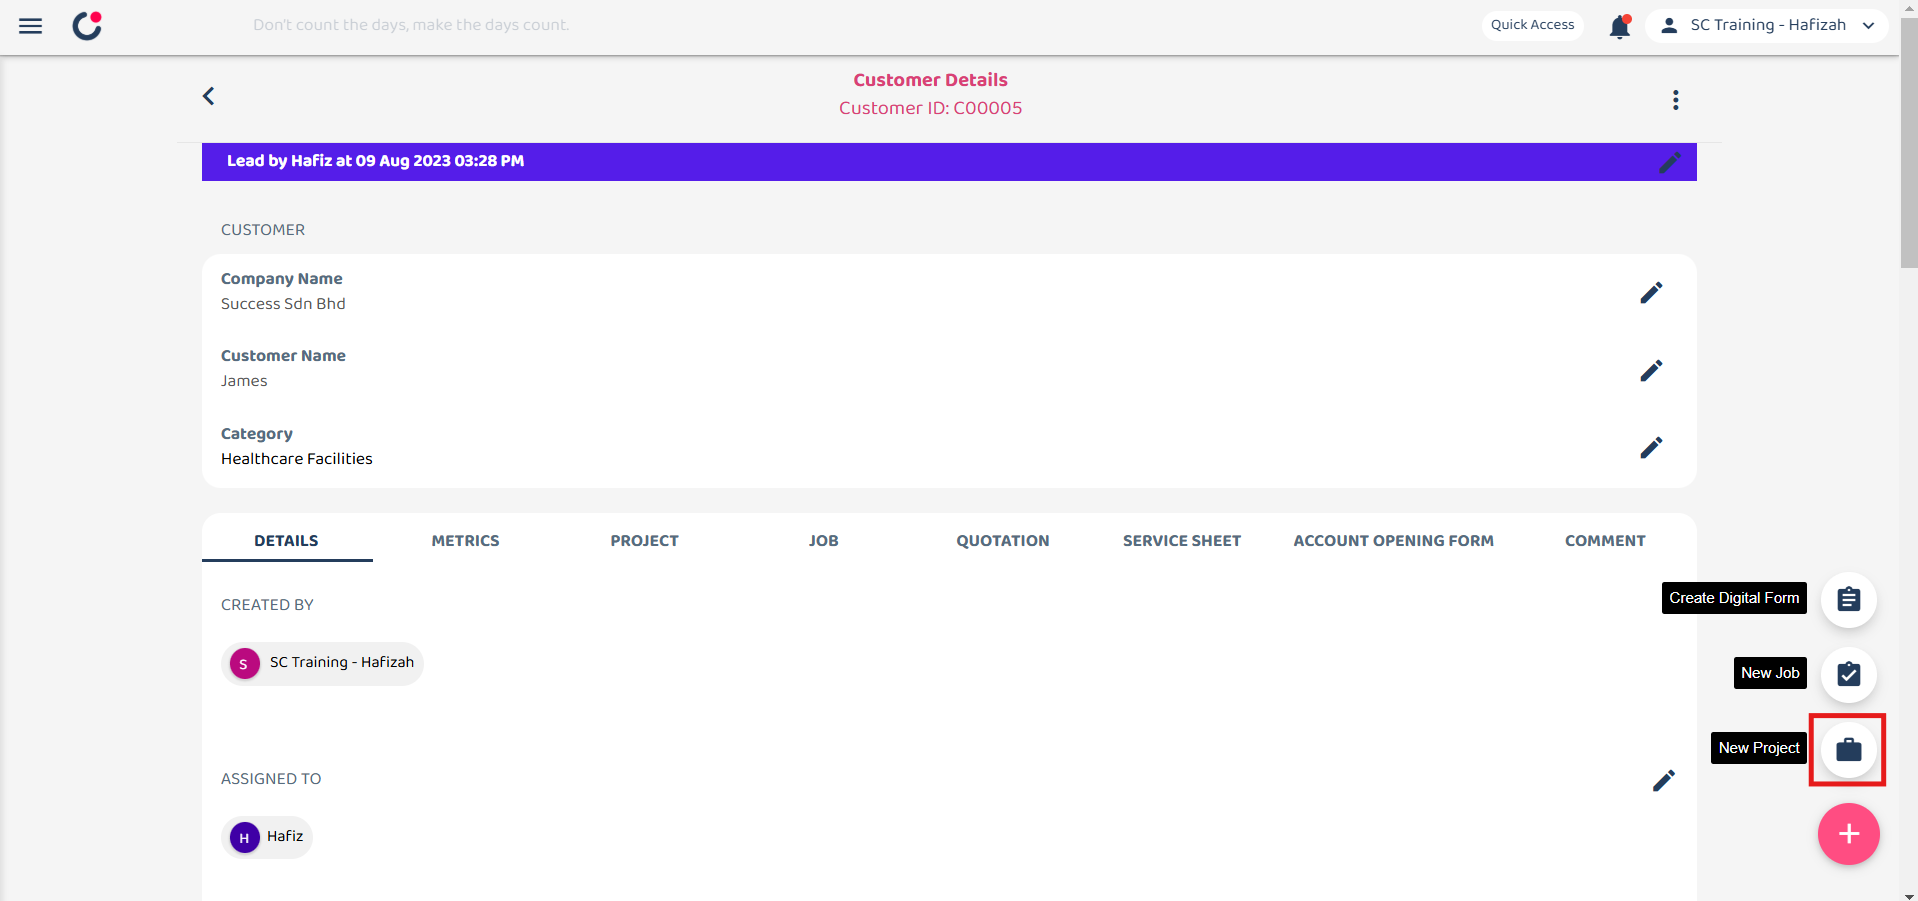 Don't count the days, make the days count.
Quick Access
SC Training - Hafizah
Customer Details
Customer ID: C00005
Lead by Hafiz at 09 Aug 2023 03:28 PM
CUSTOMER
Company Name
Success Sdn Bhd
Customer Name
James
Category
Healthcare Facilities
DETAILS METRICS PROJECT JOB QUOTATION SERVICE SHEET ACCOUNT OPENING FORM COMMENT
CREATED BY
S SC Training - Hafizah
ASSIGNED TO
H Hafiz
Create Digital Form
New Job
New Project